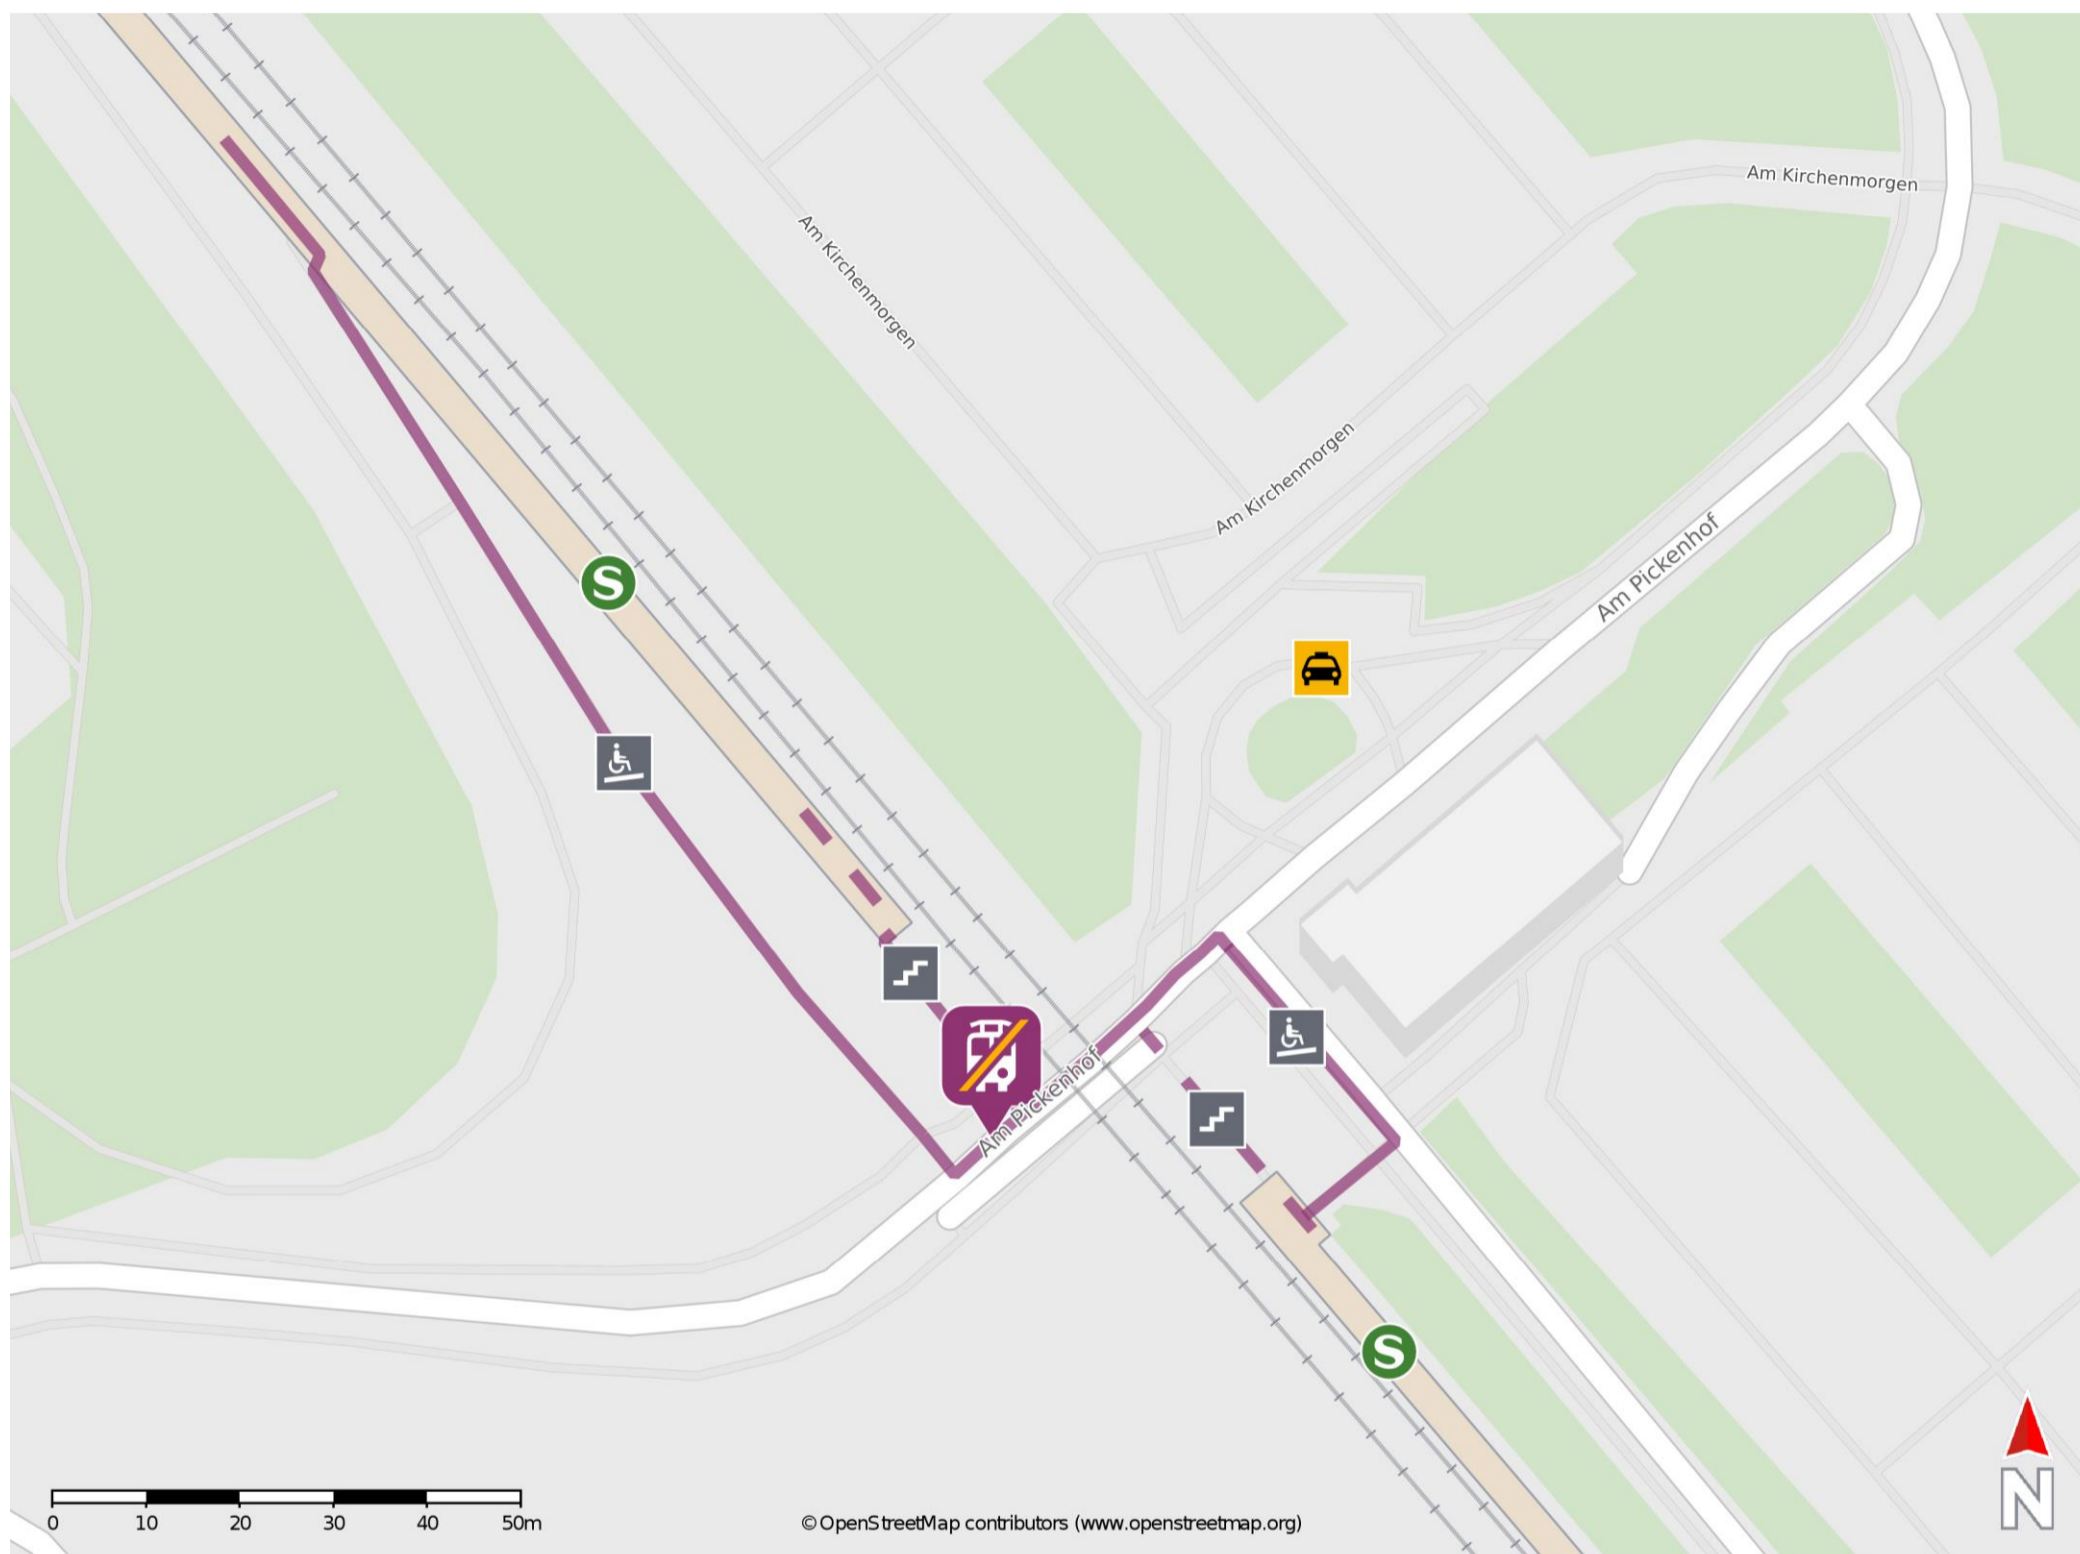 Am Kirchenmorgen
Am Kirchenmorgen
Am Kirchenmorgen
Am Pickenhof
S
Am Pickenhof
S
N
0 10 20 30 40 50m
© OpenStreetMap contributors (www.openstreetmap.org)